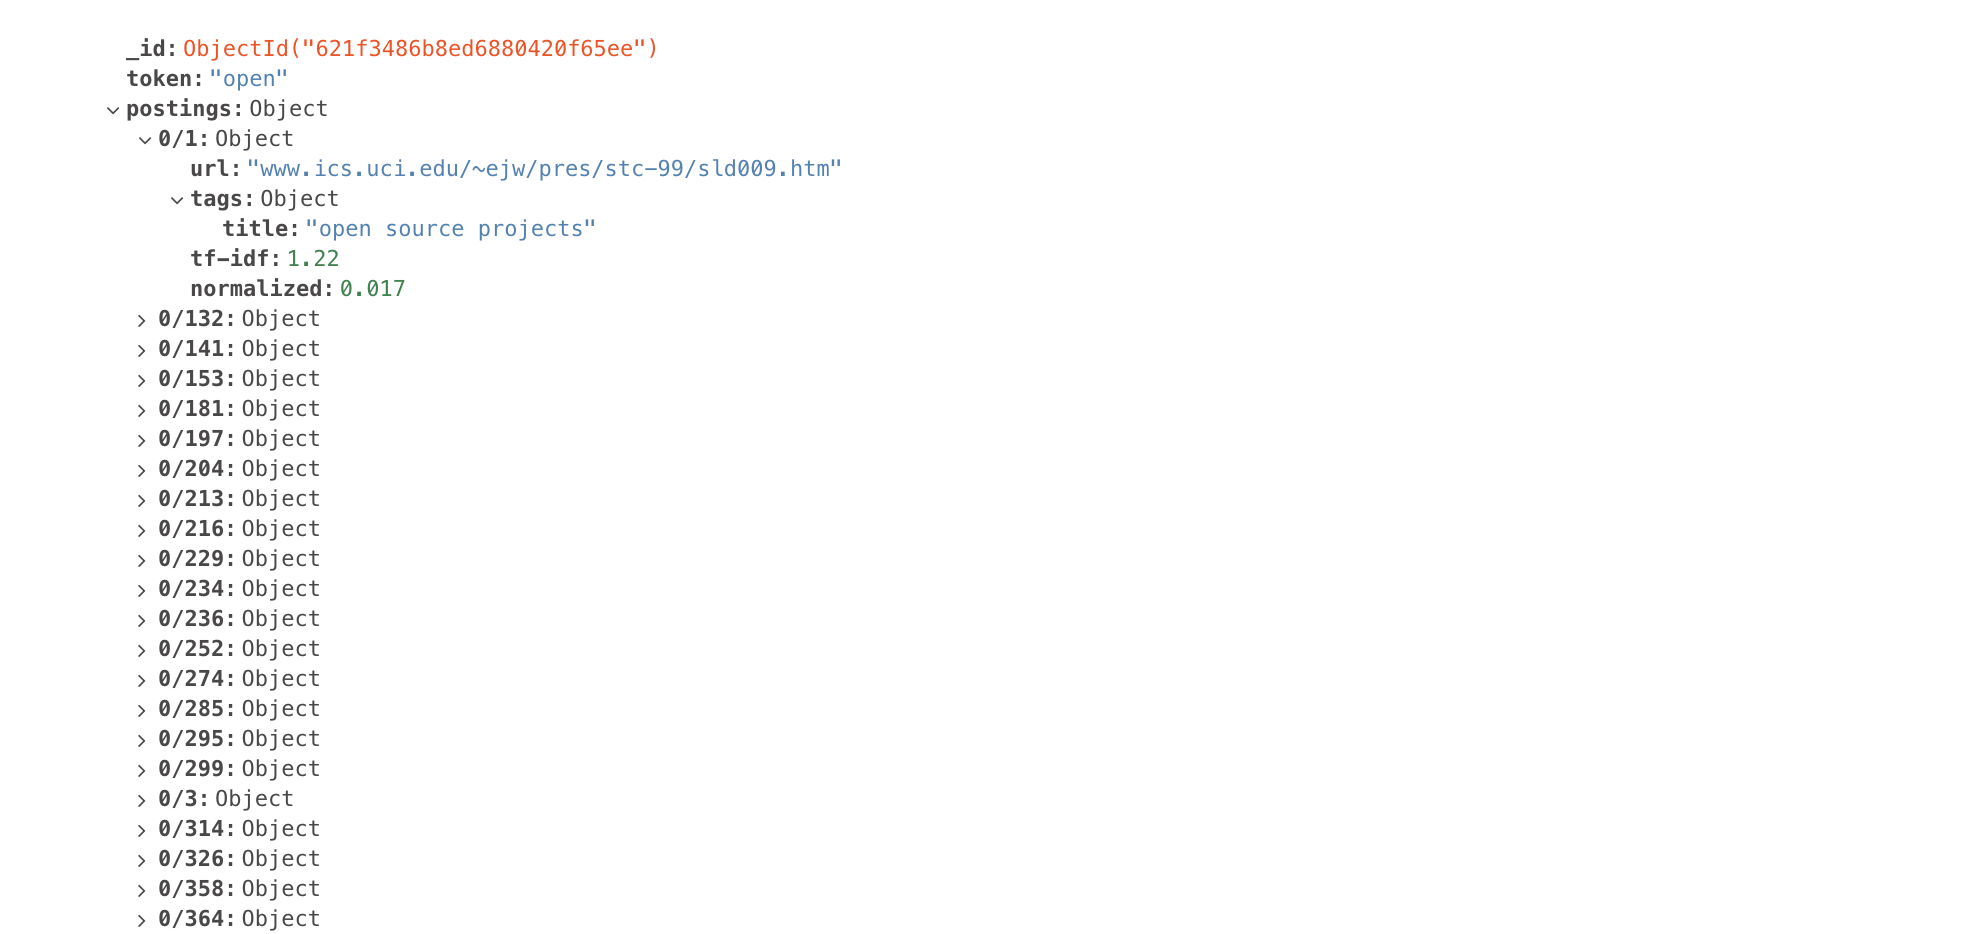 _id: ObjectId("621f3486b8ed6880420f65ee")
token: "open"
postings: Object
0/1: Object
url: "www.ics.uci.edu/~ejw/pres/stc-99/sld009.htm"
tags: Object
title: "open source projects"
tf-idf: 1.22
normalized: 0.017
0/132: Object
0/141: Object
0/153: Object
0/181: Object
0/197: Object
0/204: Object
0/213: Object
0/216: Object
0/229: Object
0/234: Object
0/236: Object
0/252: Object
0/274: Object
0/285: Object
0/295: Object
0/299: Object
0/3: Object
0/314: Object
0/326: Object
0/358: Object
0/364: Object